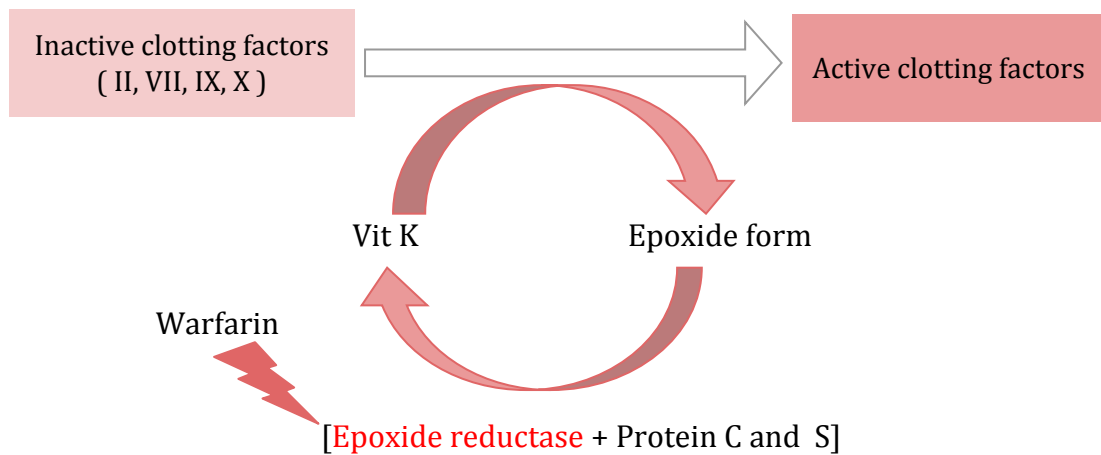 Inactive clotting factors
( II, VII, IX, X )
Active clotting factors
Vit K
Epoxide form
Warfarin
[Epoxide reductase + Protein C and  S]